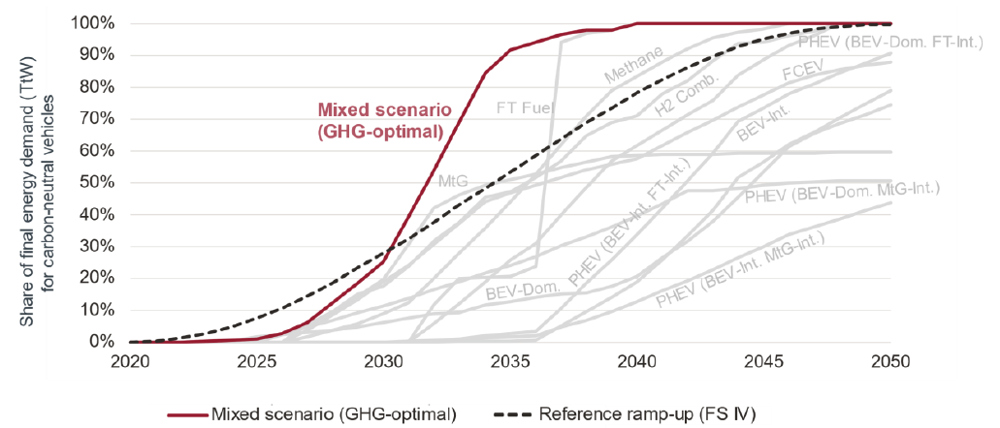 Share of final energy demand (TtW)
for carbon-neutral vehicles
100%
90%
80%
70%
60%
50%
40%
30%
20%
10%
0%
2020
2025
2030
2035
2040
2045
2050
Mixed scenario
(GHG-optimal)
FT Fuel
Methane
H2 Comb.
PHEV (BEV-Dom. FT-Int.)
FCEV
BEV-Int.
MtG
PHEV (BEV-Int. FT-Int.)
PHEV (BEV-Dom. MtG-Int.)
BEV-Dom.
PHEV (BEV-Int. MtG-Int.)
Mixed scenario (GHG-optimal)
Reference ramp-up (FS IV)